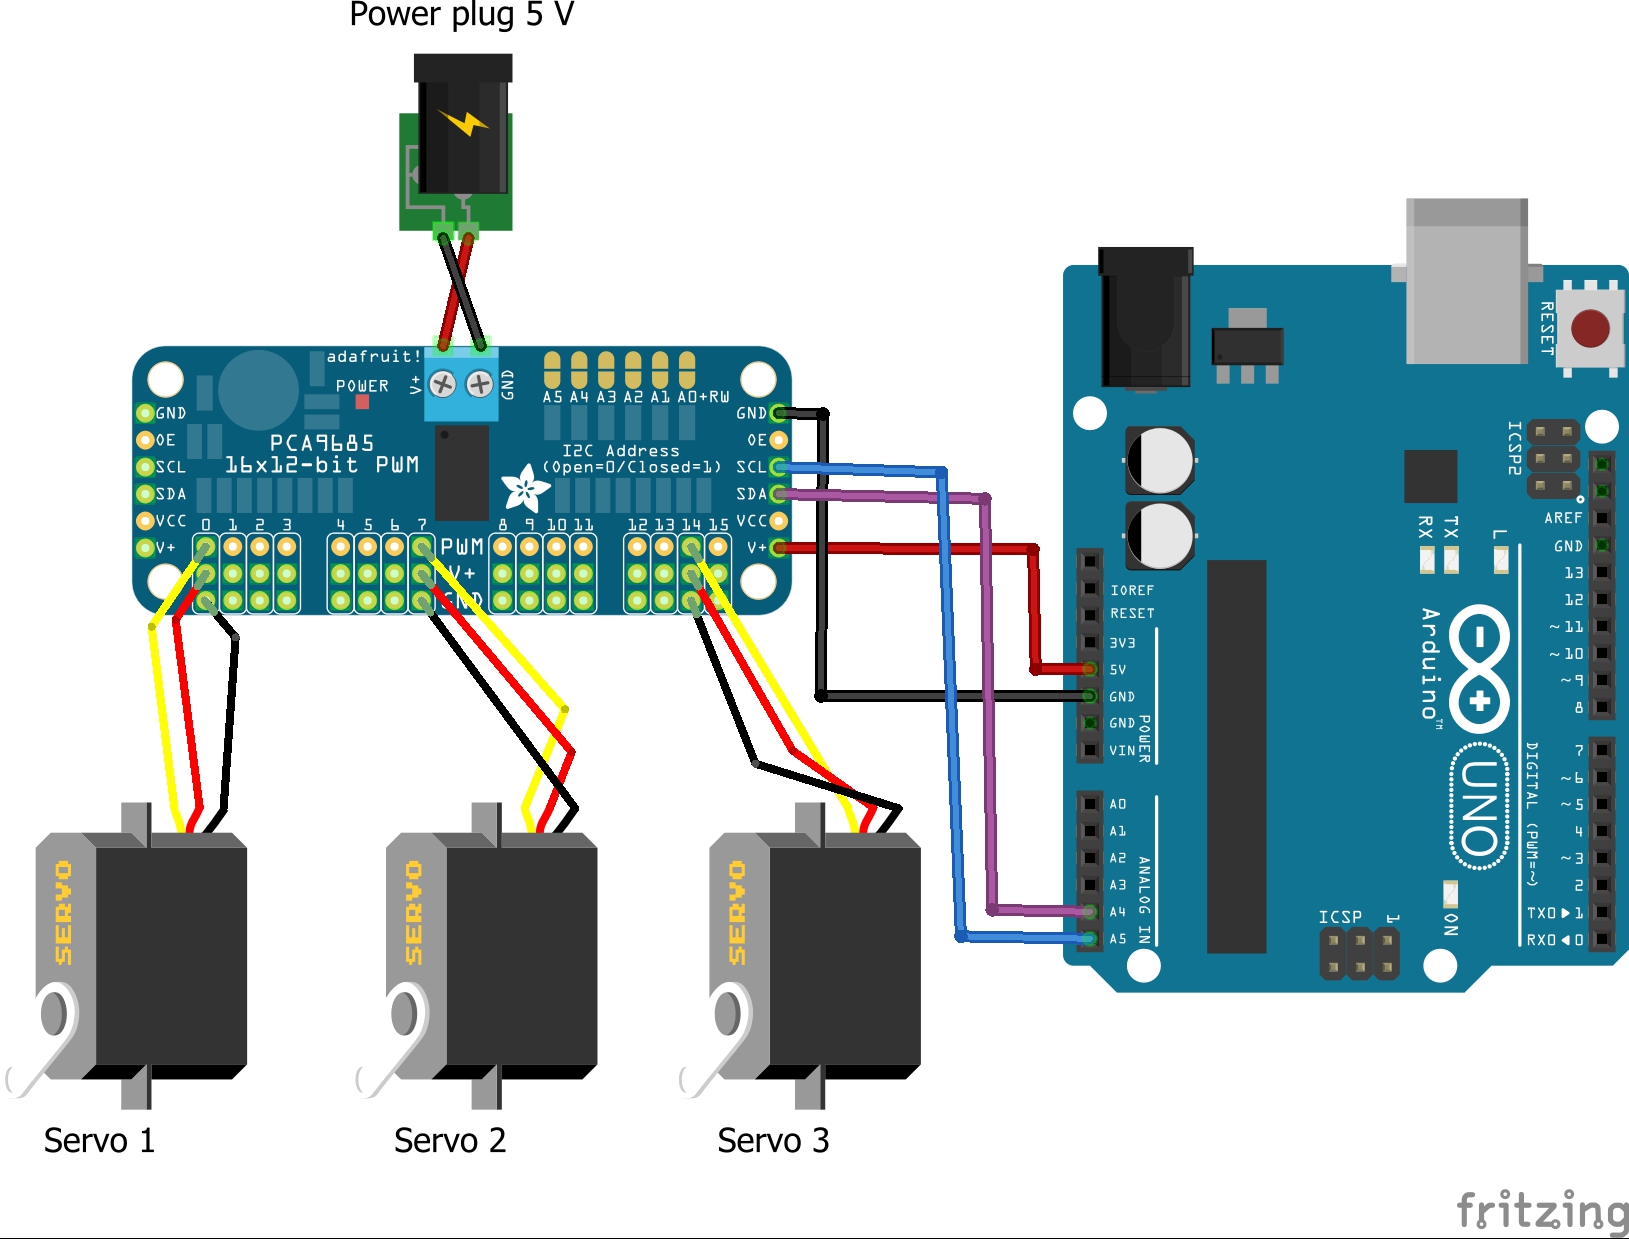 Power plug 5 V
adafruit!
POWER
V+
GND
A5 A4 A3 A2 A1 A0+RW
GND
OE
SCL
SDA
VCC
V+
PCA9685
16x12-bit PWM
I2C Address
(Open=0/Closed=1)
GND
OE
SCL
SDA
VCC
V+
0 1 2 3 4 5 6 7 8 9 10 11 12 13 14 15
PWM
V+
GND
RESET
ICSP2
AREF
GND
13
12
~11
~10
~9
8
7
~6
~5
4
~3
2
TX0▶1
RX0◀0
RX
TX
L
IOREF
RESET
3V3
5V
GND
GND
VIN
POWER
A0
A1
A2
A3
A4
A5
ANALOG IN
Arduino™
UNO
DIGITAL (PWM=~)
ICSP
1
ON
SERVO
SERVO
SERVO
Servo 1
Servo 2
Servo 3
fritzing